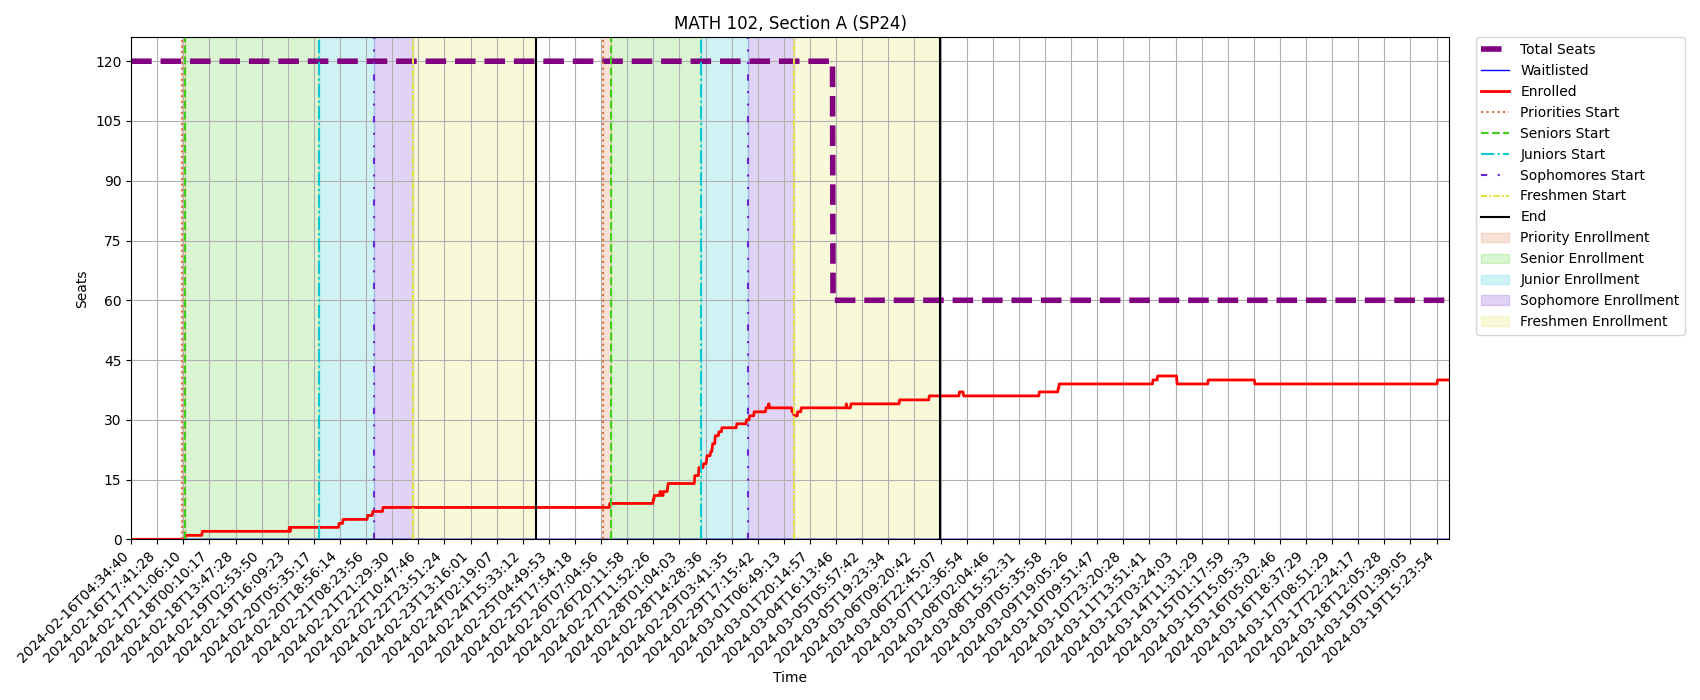 MATH 102, Section A (SP24)
Seats
120
105
90
75
60
45
30
15
0
2024-02-16T04:34:40
2024-02-16T17:41:28
2024-02-17T11:06:10
2024-02-18T00:10:17
2024-02-18T13:47:28
2024-02-19T02:53:50
2024-02-19T16:09:23
2024-02-20T05:35:17
2024-02-20T18:56:14
2024-02-21T08:23:56
2024-02-21T21:29:30
2024-02-22T10:47:46
2024-02-22T23:51:24
2024-02-23T13:16:01
2024-02-24T02:19:07
2024-02-24T15:33:12
2024-02-25T04:49:53
2024-02-25T17:54:18
2024-02-26T07:04:56
2024-02-26T20:11:58
2024-02-27T11:52:26
2024-02-28T01:04:03
2024-02-28T14:28:36
2024-02-29T03:41:35
2024-02-29T17:15:42
2024-03-01T06:49:13
2024-03-01T20:14:57
2024-03-04T16:13:46
2024-03-05T05:57:42
2024-03-05T19:23:34
2024-03-06T09:20:42
2024-03-06T22:45:07
2024-03-07T12:36:54
2024-03-08T02:04:46
2024-03-08T15:52:31
2024-03-09T05:35:58
2024-03-09T19:05:26
2024-03-10T09:51:47
2024-03-10T23:20:28
2024-03-11T13:51:41
2024-03-12T03:24:03
2024-03-14T11:31:29
2024-03-15T01:17:59
2024-03-15T15:05:33
2024-03-16T05:02:46
2024-03-16T18:37:29
2024-03-17T08:51:29
2024-03-17T22:24:17
2024-03-18T12:05:28
2024-03-19T01:39:05
2024-03-19T15:23:54
Time
Total Seats
Waitlisted
Enrolled
Priorities Start
Seniors Start
Juniors Start
Sophomores Start
Freshmen Start
End
Priority Enrollment
Senior Enrollment
Junior Enrollment
Sophomore Enrollment
Freshmen Enrollment